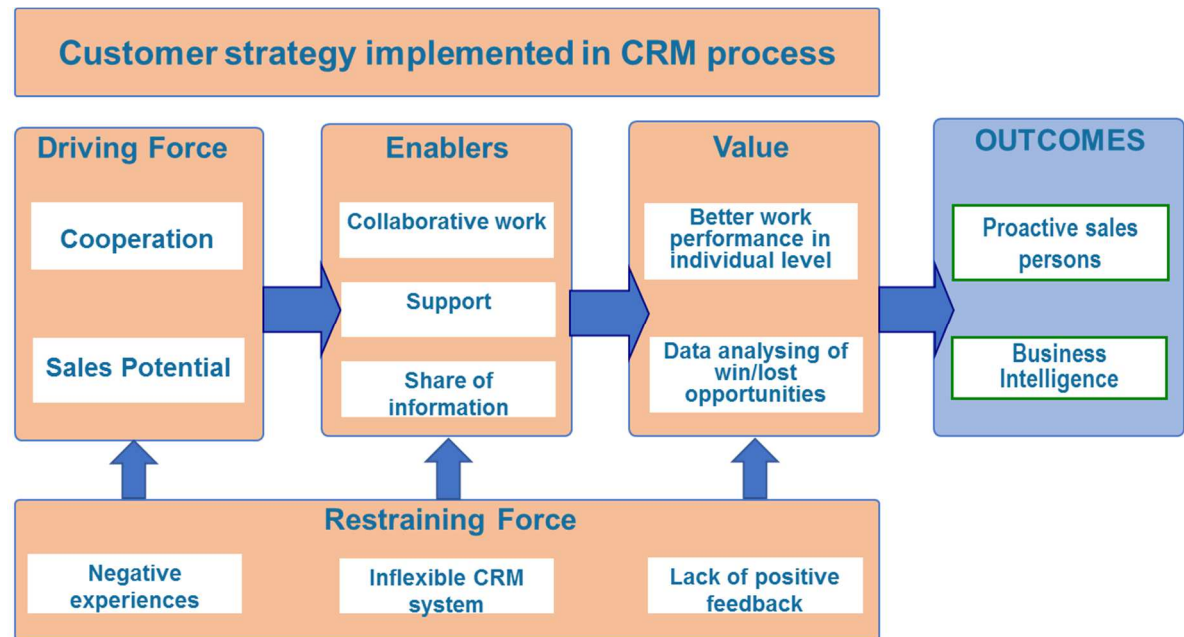 Customer strategy implemented in CRM process
Driving Force
Cooperation
Sales Potential
Enablers
Collaborative work
Support
Share of
information
Value
Better work
performance in
individual level
Data analysing of
win/lost
opportunities
OUTCOMES
Proactive sales
persons
Business
Intelligence
Restraining Force
Negative
experiences
Inflexible CRM
system
Lack of positive
feedback